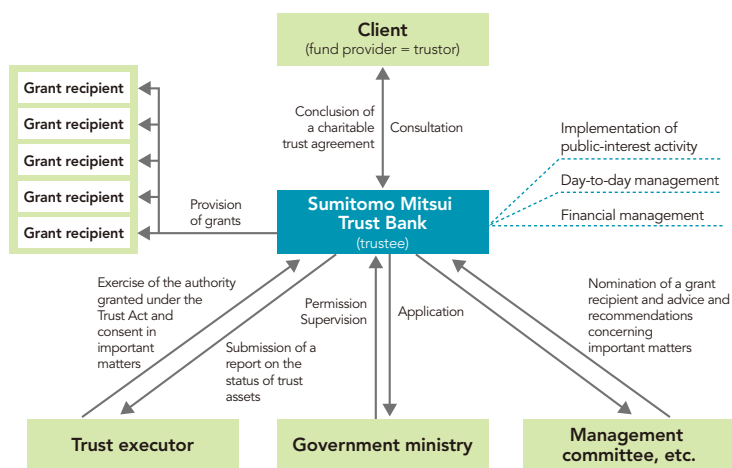 Client
(fund provider = trustor)
Grant recipient
Grant recipient
Grant recipient
Grant recipient
Grant recipient
Conclusion of
a charitable
trust agreement
Consultation
Implementation of
public-interest activity
Day-to-day management
Financial management
Provision
of grants
Sumitomo Mitsui
Trust Bank
(trustee)
Exercise of the authority
granted under the
Trust Act and
consent in
important
matters
Submission of a
report on the
status of trust
assets
Permission
Supervision
Application
Nomination of a grant
recipient and advice and
recommendations
concerning
important matters
Trust executor
Government ministry
Management
committee, etc.